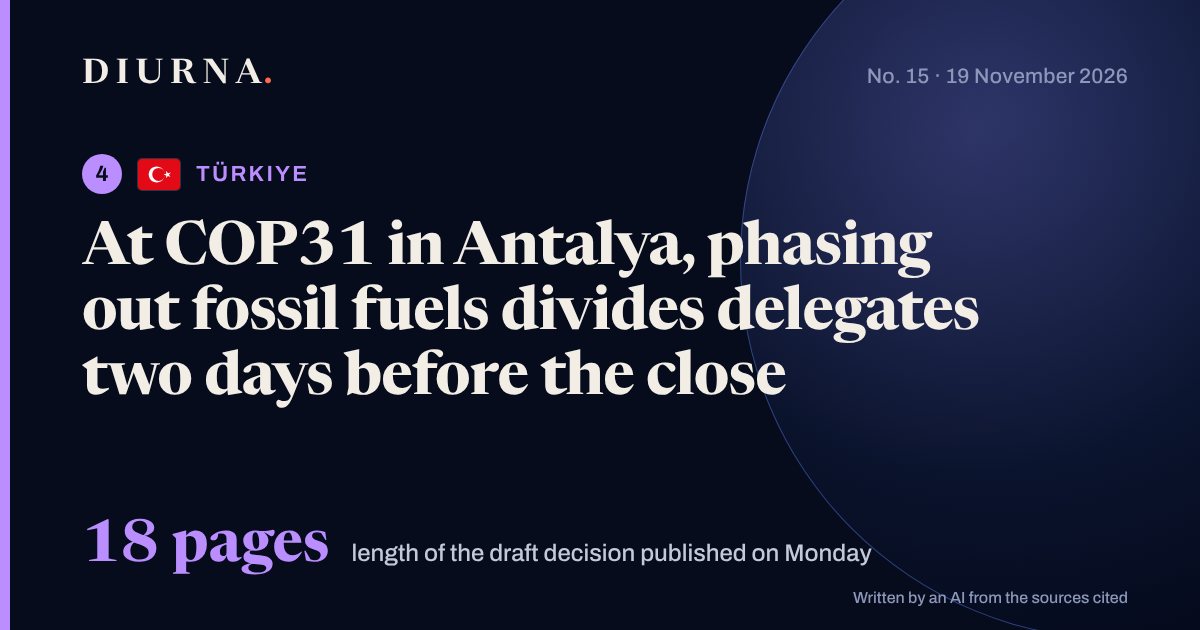 DIURNA.
No. 15 · 19 November 2026
4 TÜRKIYE
At COP31 in Antalya, phasing
out fossil fuels divides delegates
two days before the close
18 pages length of the draft decision published on Monday
Written by an AI from the sources cited